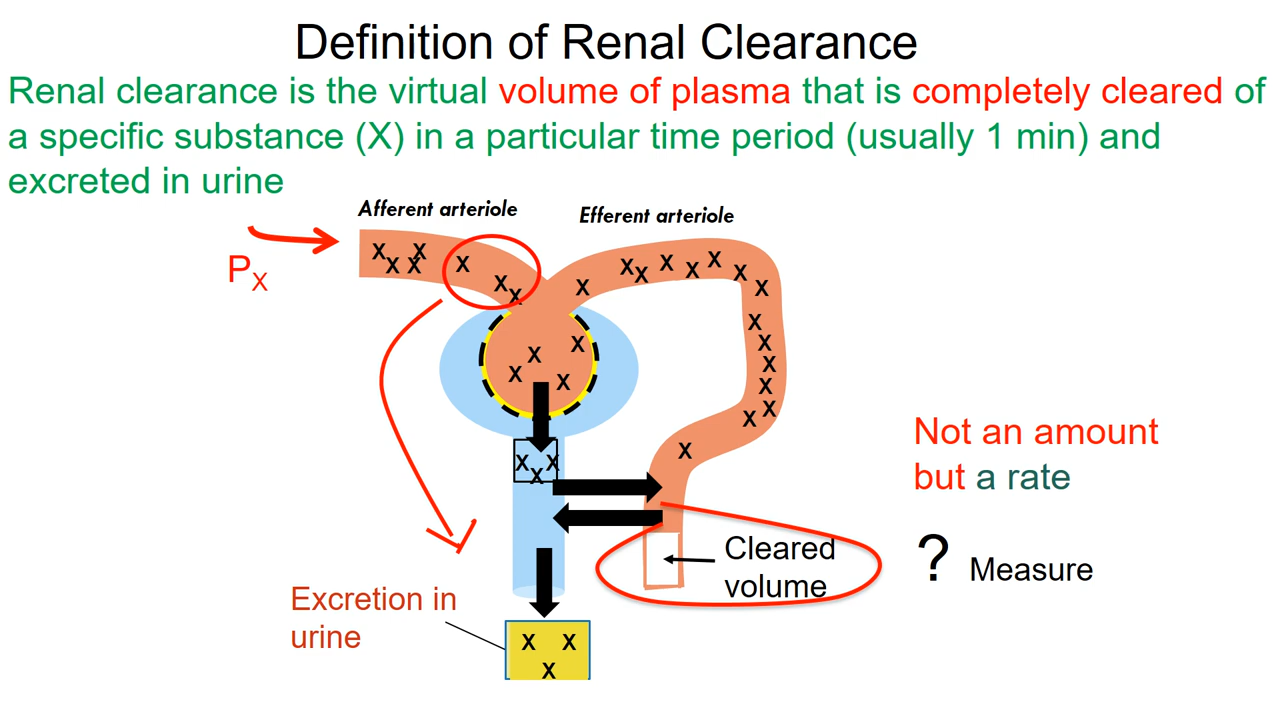 Definition of Renal Clearance
Renal clearance is the virtual volume of plasma that is completely cleared of
a specific substance (X) in a particular time period (usually 1 min) and
excreted in urine
Afferent arteriole
Efferent arteriole
PX
X X X X X X X
X X X X X X X X X X X X X X X
X X X X
X X X
Not an amount
but a rate
Cleared
volume
? Measure
Excretion in
urine
X X
X